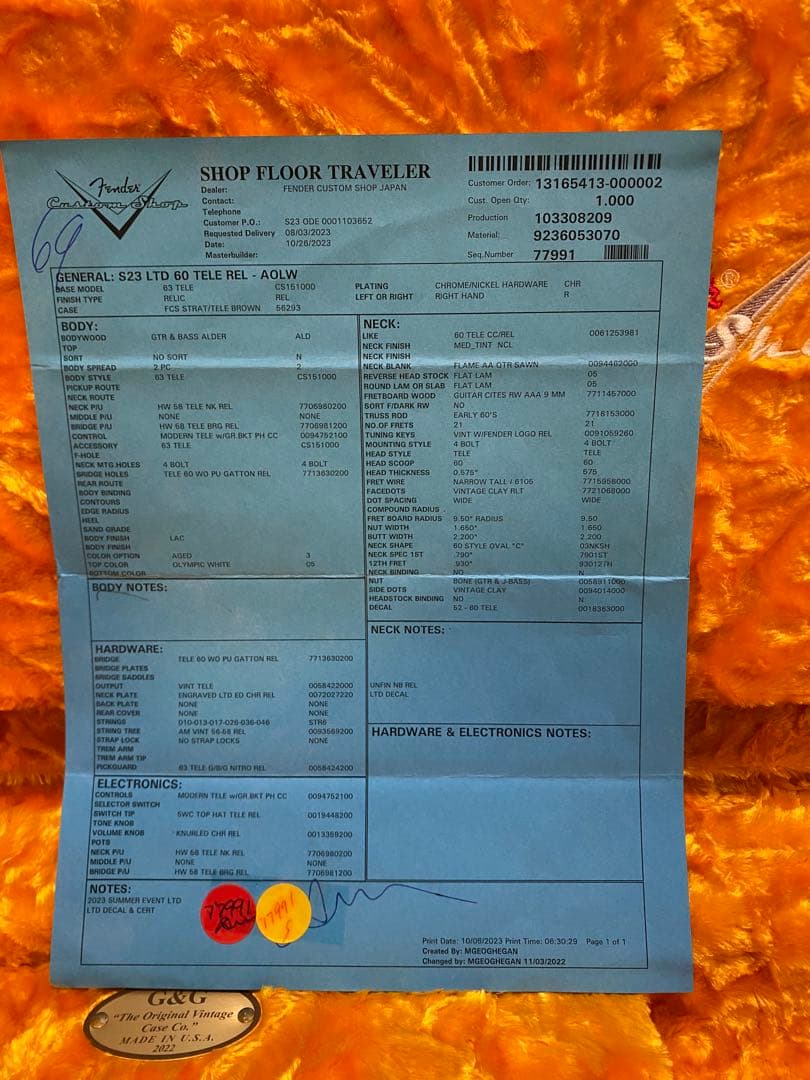 Fender
Custom Shop
69
SHOP FLOOR TRAVELER
Dealer: FENDER CUSTOM SHOP JAPAN
Contact:
Telephone
Customer P.O.: S23 ODE 0001103652
Requested Delivery 08/03/2023
Date: 10/26/2023
Masterbuilder:
Customer Order: 13165413-000002
Cust. Open Qty: 1.000
Production 103308209
Material: 9236053070
Seq.Number 77991
GENERAL: S23 LTD 60 TELE REL - AOLW
BASE MODEL 63 TELE CS151000 PLATING CHROME/NICKEL HARDWARE CHR
FINISH TYPE RELIC REL LEFT OR RIGHT RIGHT HAND R
CASE FCS STRAT/TELE BROWN 56293
BODY:
BODYWOOD GTR & BASS ALDER ALD
TOP
SORT NO SORT N
BODY SPREAD 2 PC 2
BODY STYLE 63 TELE CS151000
PICKUP ROUTE
NECK ROUTE
NECK P/U HW 58 TELE NK REL 7706980200
MIDDLE P/U NONE NONE
BRIDGE P/U HW 58 TELE BRG REL 7706981200
CONTROL MODERN TELE w/GR.BKT PH CC 0094752100
ACCESSORY 63 TELE CS151000
F-HOLE
NECK MTG.HOLES 4 BOLT 4 BOLT
BRIDGE HOLES TELE 60 WO PU GATTON REL 7713630200
REAR ROUTE
BODY BINDING
CONTOURS
EDGE RADIUS
HEEL
SAND GRADE
BODY FINISH LAC
BODY FINISH
COLOR OPTION AGED 3
TOP COLOR OLYMPIC WHITE 05
BOTTOM COLOR
BODY NOTES:
HARDWARE:
BRIDGE TELE 60 WO PU GATTON REL 7713630200
BRIDGE PLATES
BRIDGE SADDLES
OUTPUT VINT TELE 0058422000
NECK PLATE ENGRAVED LTD ED CHR REL 0072027220
BACK PLATE NONE NONE
REAR COVER NONE NONE
STRINGS 010-013-017-026-036-046 STR6
STRING TREE AM VINT 56-68 REL 0093569200
STRAP LOCK NO STRAP LOCKS NONE
TREM ARM
TREM ARM TIP
PICKGUARD 63 TELE G/B/G NITRO REL 0058424200
ELECTRONICS:
CONTROLS MODERN TELE w/GR.BKT PH CC 0094752100
SELECTOR SWITCH
SWITCH TIP 5WC TOP HAT TELE REL 0019448200
TONE KNOB
VOLUME KNOB KNURLED CHR REL 0013359200
POTS
NECK P/U HW 58 TELE NK REL 7706980200
MIDDLE P/U NONE NONE
BRIDGE P/U HW 58 TELE BRG REL 7706981200
NECK:
LIKE 60 TELE CC/REL 0061253981
NECK FINISH MED_TINT NCL
NECK FINISH
NECK BLANK FLAME AA QTR SAWN 0094462000
REVERSE HEAD STOCK FLAT LAM 05
ROUND LAM OR SLAB FLAT LAM 05
FRETBORD WOOD GUITAR CITES RW AAA 9 MM 7711457000
SORT F/DARK RW NO
TRUSS ROD EARLY 60'S 7718153000
NO.OF FRETS 21 21
TUNING KEYS VINT W/FENDER LOGO REL 0091059260
MOUNTING STYLE 4 BOLT 4 BOLT
HEAD STYLE TELE TELE
HEAD SCOOP 60 60
HEAD THICKNESS 0.575" 575
FRET WIRE NARROW TALL / 6105 7715958000
FACEDOTS VINTAGE CLAY RLT 7721068000
DOT SPACING WIDE WIDE
COMPOUND RADIUS
FRET BOARD RADIUS 9.50" RADIUS 9.50
NUT WIDTH 1.650" 1.650
BUTT WIDTH 2.200" 2.200
NECK SHAPE 60 STYLE OVAL "C" 03NKSH
NECK SPEC 1ST .790" 7901ST
12TH FRET .930" 93012TH
NECK BINDING NO N
NUT BONE (GTR & J-BASS) 0058911000
SIDE DOTS VINTAGE CLAY 0094014000
HEADSTOCK BINDING NO N
DECAL 52 - 60 TELE 0018363000
NECK NOTES:
UNFIN NB REL
LTD DECAL
HARDWARE & ELECTRONICS NOTES:
NOTES:
2023 SUMMER EVENT LTD
LTD DECAL & CERT
77991
77991
S
Print Date: 10/06/2023 Print Time: 06:30:29 Page 1 of 1
Created By: MGEOGHEGAN
Changed by: MGEOGHEGAN 11/03/2022
G&G
"The Original Vintage
Case Co."
MADE IN U.S.A.
2022